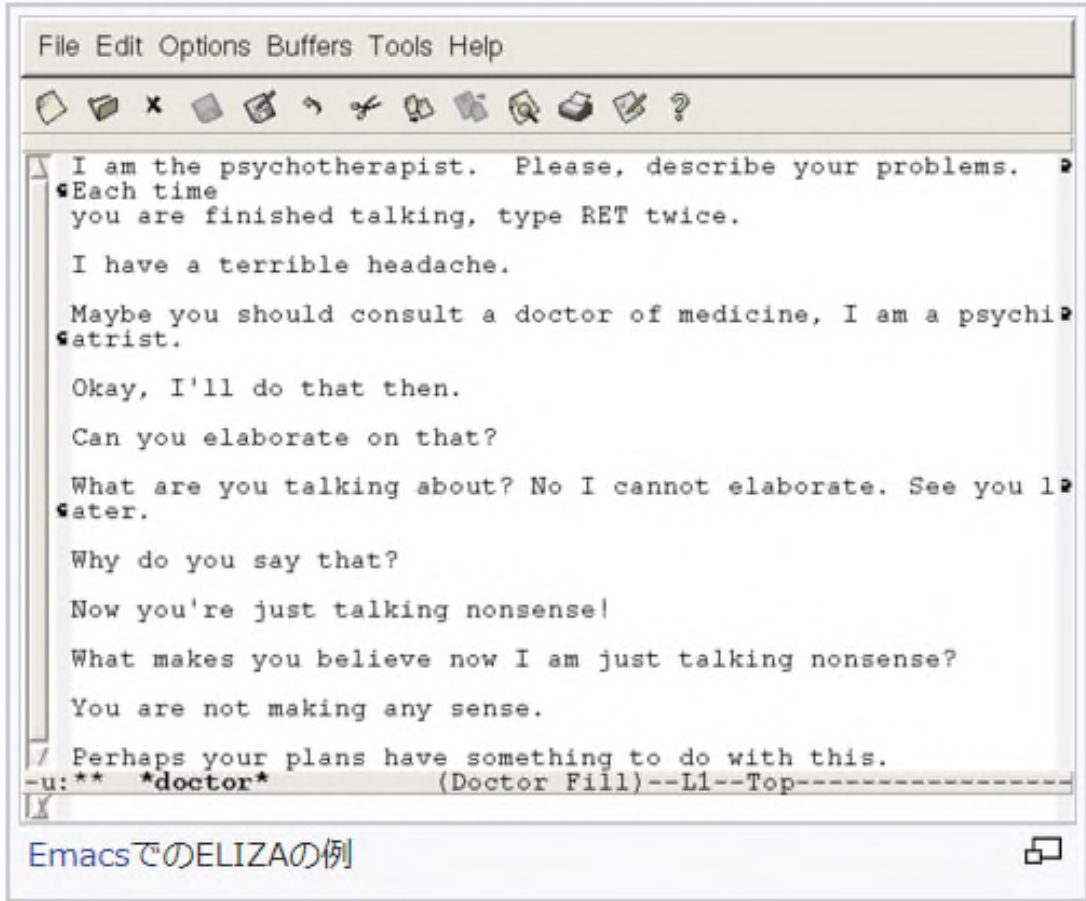 File Edit Options Buffers Tools Help
I am the psychotherapist.  Please, describe your problems.
Each time
you are finished talking, type RET twice.
I have a terrible headache.
Maybe you should consult a doctor of medicine, I am a psychi
atrist.
Okay, I'll do that then.
Can you elaborate on that?
What are you talking about? No I cannot elaborate. See you l
ater.
Why do you say that?
Now you're just talking nonsense!
What makes you believe now I am just talking nonsense?
You are not making any sense.
Perhaps your plans have something to do with this.
-u:**  *doctor*          (Doctor Fill)--L1--Top-----------------
EmacsでのELIZAの例